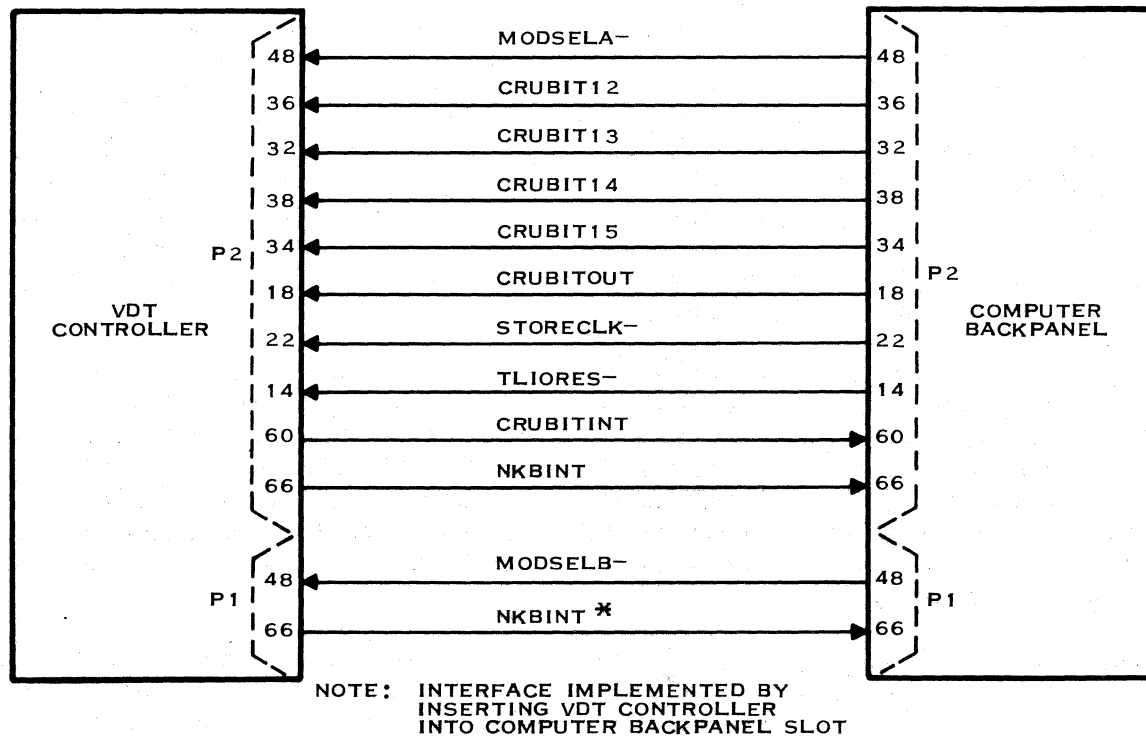 MODSELA-
48 48
CRUBIT12
36 36
CRUBIT13
32 32
CRUBIT14
38 38
CRUBIT15
P2 34 34
CRUBITOUT P2
18 18
VDT CONTROLLER
COMPUTER BACKPANEL
STORECLK-
22 22
TLIORES-
14 14
CRUBITINT
60 60
NKBINT
66 66
MODSELB-
48 48
P1 P1
NKBINT *
66 66
NOTE: INTERFACE IMPLEMENTED BY
INSERTING VDT CONTROLLER
INTO COMPUTER BACKPANEL SLOT